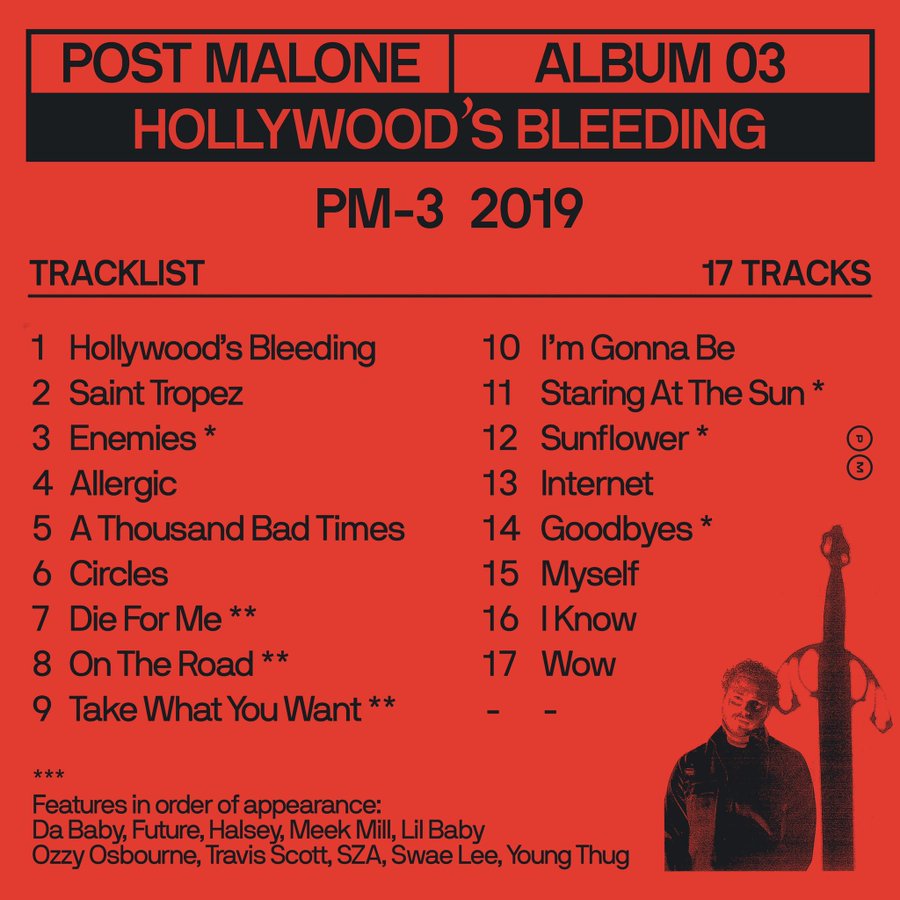 POST MALONE
ALBUM 03
HOLLYWOOD'S BLEEDING
PM-3 2019
TRACKLIST
17 TRACKS
1 Hollywood's Bleeding
2 Saint Tropez
3 Enemies *
4 Allergic
5 A Thousand Bad Times
6 Circles
7 Die For Me **
8 On The Road **
9 Take What You Want **
10 I'm Gonna Be
11 Staring At The Sun *
12 Sunflower *
13 Internet
14 Goodbyes *
15 Myself
16 I Know
17 Wow
- -
P
M
***
Features in order of appearance:
Da Baby, Future, Halsey, Meek Mill, Lil Baby
Ozzy Osbourne, Travis Scott, SZA, Swae Lee, Young Thug